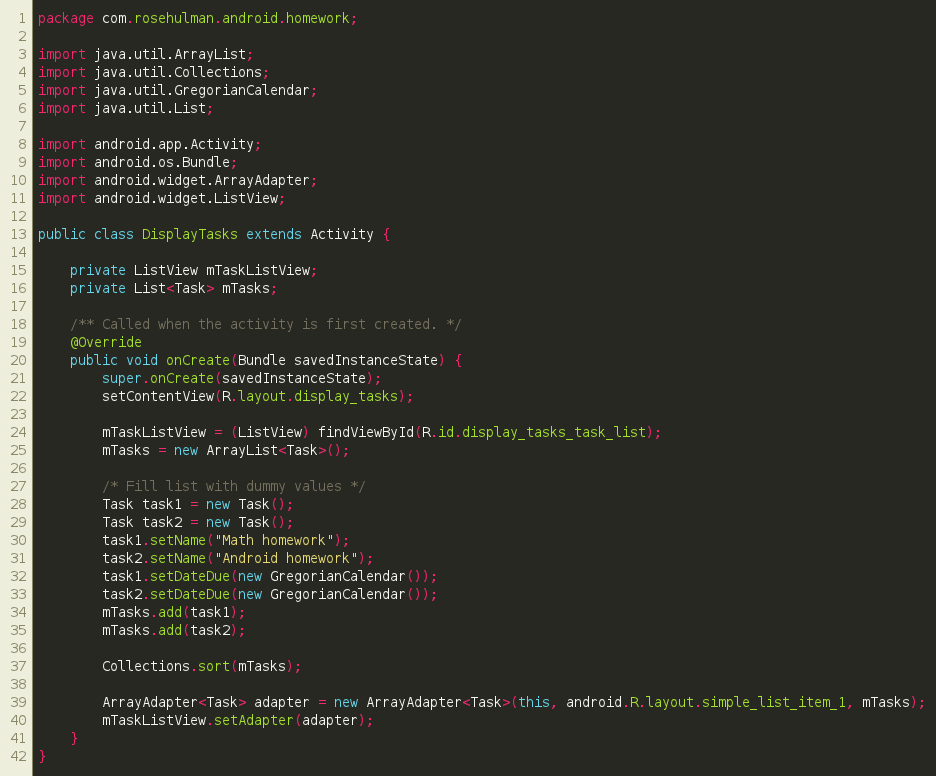 1 package com.rosehulman.android.homework;
2
3 import java.util.ArrayList;
4 import java.util.Collections;
5 import java.util.GregorianCalendar;
6 import java.util.List;
7
8 import android.app.Activity;
9 import android.os.Bundle;
10 import android.widget.ArrayAdapter;
11 import android.widget.ListView;
12
13 public class DisplayTasks extends Activity {
14
15     private ListView mTaskListView;
16     private List<Task> mTasks;
17
18     /** Called when the activity is first created. */
19     @Override
20     public void onCreate(Bundle savedInstanceState) {
21         super.onCreate(savedInstanceState);
22         setContentView(R.layout.display_tasks);
23
24         mTaskListView = (ListView) findViewById(R.id.display_tasks_task_list);
25         mTasks = new ArrayList<Task>();
26
27         /* Fill list with dummy values */
28         Task task1 = new Task();
29         Task task2 = new Task();
30         task1.setName("Math homework");
31         task2.setName("Android homework");
32         task1.setDateDue(new GregorianCalendar());
33         task2.setDateDue(new GregorianCalendar());
34         mTasks.add(task1);
35         mTasks.add(task2);
36
37         Collections.sort(mTasks);
38
39         ArrayAdapter<Task> adapter = new ArrayAdapter<Task>(this, android.R.layout.simple_list_item_1, mTasks);
40         mTaskListView.setAdapter(adapter);
41     }
42 }